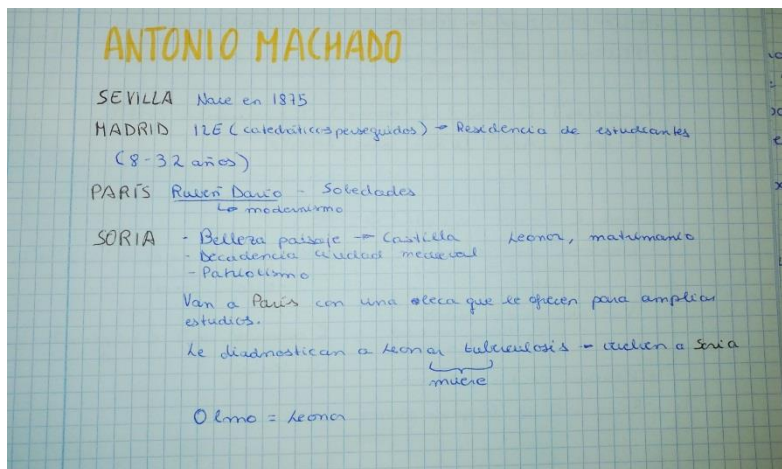 ANTONIO MACHADO
SEVILLA Nace en 1875
MADRID ILE (catedráticos perseguidos) → Residencia de estudiantes
(8-32 años)
PARÍS Rubén Darío - Soledades
↳ modernismo
SORIA - Belleza paisaje → Castilla Leonor, matrimonio
- Decadencia ciudad medieval
- Patriotismo
Van a París con una beca que le ofrecen para ampliar
estudios.
Le diagnostican a Leonor tuberculosis → vuelven a Soria
muere
Olmo = Leonor